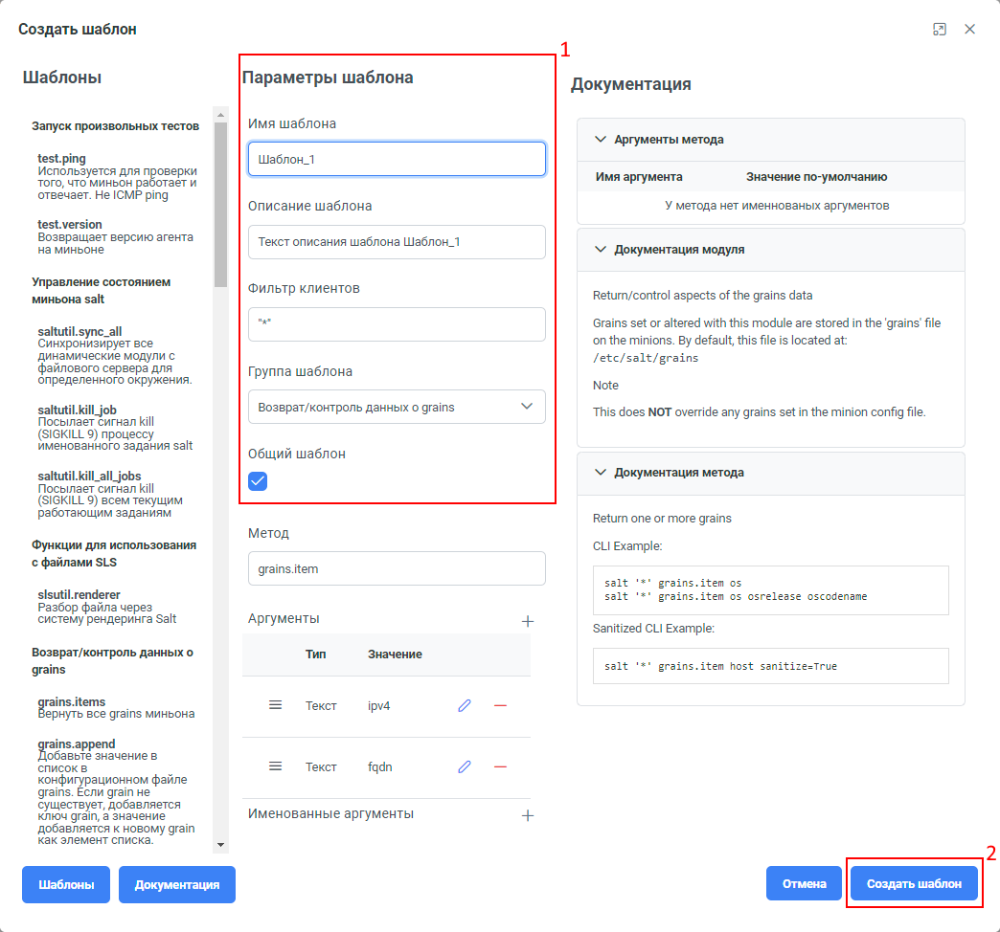 Создать шаблон
Шаблоны
Запуск произвольных тестов
test.ping
Используется для проверки
того, что миньон работает и
отвечает. Не ICMP ping
test.version
Возвращает версию агента
на миньоне
Управление состоянием
миньона salt
saltutil.sync_all
Синхронизирует все
динамические модули с
файлового сервера для
определенного окружения.
saltutil.kill_job
Посылает сигнал kill
(SIGKILL 9) процессу
именованного задания salt
saltutil.kill_all_jobs
Посылает сигнал kill
(SIGKILL 9) всем текущим
работающим заданиям
Функции для использования
с файлами SLS
slsutil.renderer
Разбор файла через
систему рендеринга Salt
Возврат/контроль данных о
grains
grains.items
Вернуть все grains миньона
grains.append
Добавьте значение в
список в
конфигурационном файле
grains. Если grain не
существует, добавляется
ключ grain, а значение
добавляется к новому grain
как элемент списка.
Шаблоны
Документация
1
Параметры шаблона
Имя шаблона
Шаблон_1
Описание шаблона
Текст описания шаблона Шаблон_1
Фильтр клиентов
"*"
Группа шаблона
Возврат/контроль данных о grains
Общий шаблон
Метод
grains.item
Аргументы
Тип Значение
Текст ipv4
Текст fqdn
Именованные аргументы
Документация
Аргументы метода
Имя аргумента Значение по-умолчанию
У метода нет именнованых аргументов
Документация модуля
Return/control aspects of the grains data
Grains set or altered with this module are stored in the 'grains' file
on the minions. By default, this file is located at:
/etc/salt/grains
Note
This does NOT override any grains set in the minion config file.
Документация метода
Return one or more grains
CLI Example:
salt '*' grains.item os
salt '*' grains.item os osrelease oscodename
Sanitized CLI Example:
salt '*' grains.item host sanitize=True
2
Отмена
Создать шаблон